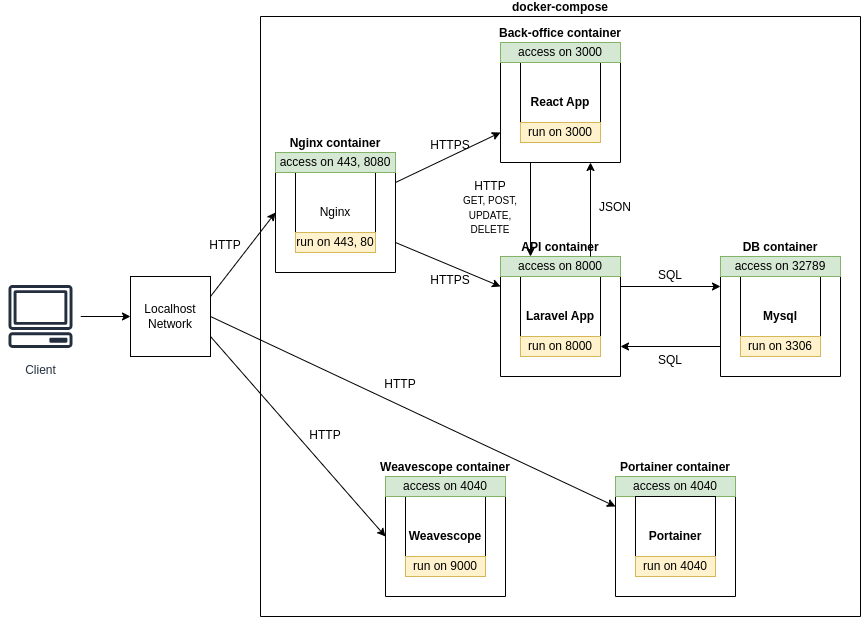 docker-compose
Back-office container
access on 3000
React App
run on 3000
Nginx container
access on 443, 8080
Nginx
run on 443, 80
HTTPS
HTTPS
HTTP
GET, POST,
UPDATE,
DELETE
JSON
API container
access on 8000
Laravel App
run on 8000
SQL
SQL
DB container
access on 32789
Mysql
run on 3306
HTTP
Localhost
Network
Client
HTTP
HTTP
Weavescope container
access on 4040
Weavescope
run on 9000
Portainer container
access on 4040
Portainer
run on 4040